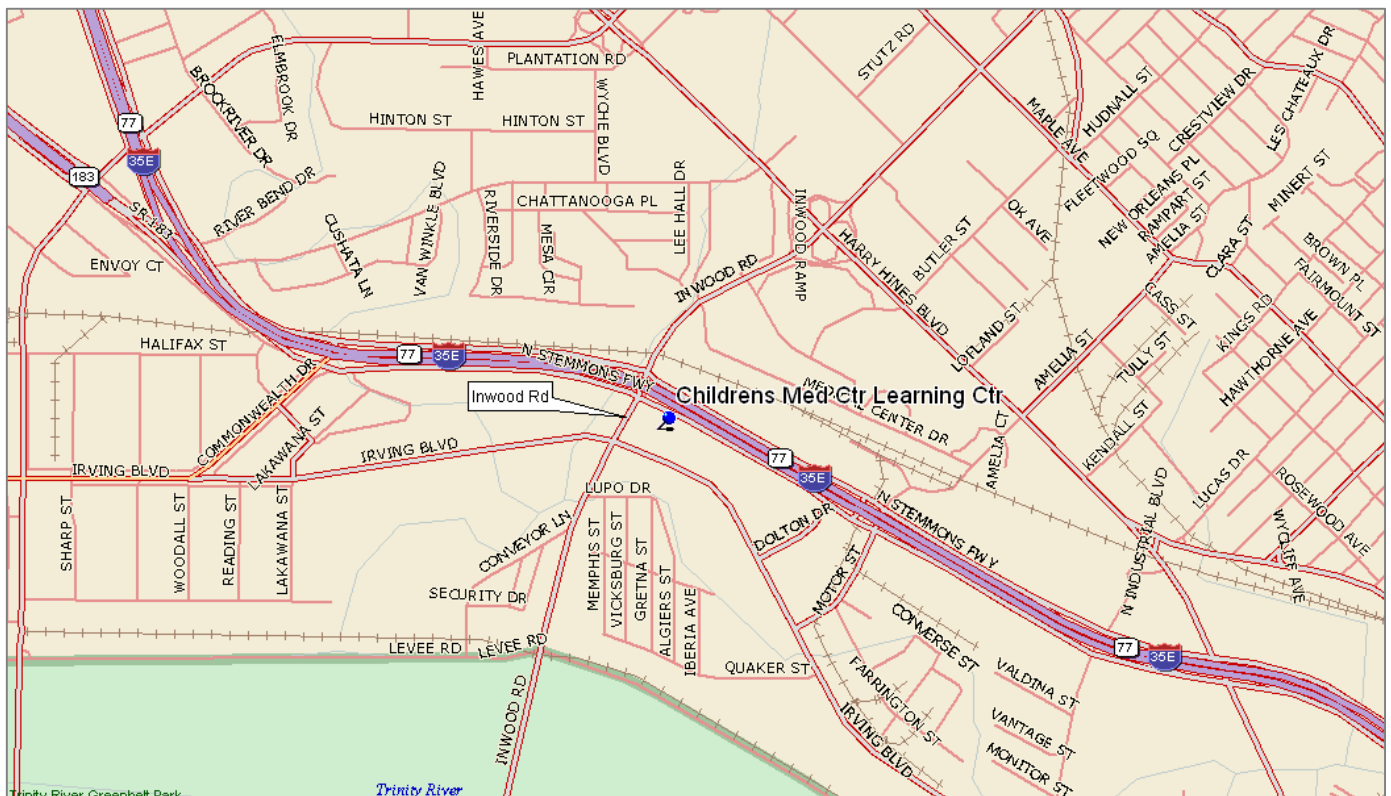 ELMBROOK DR
HAWES AVE
PLANTATION RD
STUTZ RD
LES CHATEAUX DR
BROCKRIVER DR
WYCHE BLVD
HUDNALL ST
CRESTVIEW DR
77
HINTON ST
HINTON ST
MAPLE AVE
35E
183
FLEETWOOD SQ
NEW ORLEANS PL
MINERT ST
RIVER BEND DR
VAN WINKLE BLVD
LEE HALL DR
RAMPART ST
SR-183
CHATTANOOGA PL
INWOOD RAMP
OK AVE
AMELIA ST
CUSHATA LN
RIVERSIDE DR
MESA CIR
BUTLER ST
CLARA ST
BROWN PL
ENVOY CT
INWOOD RD
HARRY HINES BLVD
FAIRMOUNT ST
GASS ST
KINGS RD
HALIFAX ST
LOFLAND ST
TULLY ST
HAWTHORNE AVE
77
35E
N STEMMONS FWY
AMELIA ST
COMMONWEALTH DR
Inwood Rd
Childrens Med Ctr Learning Ctr
CENTER DR
LAKAWANA ST
IRVING BLVD
AMELIA CT
KENDALL ST
IRVING BLVD
77
35E
LUCAS DR
ROSEWOOD AVE
LUPO DR
N STEMMONS FWY
N INDUSTRIAL BLVD
WYCLIFF AVE
SHARP ST
WOODALL ST
READING ST
LAKAWANA ST
CONVEYOR LN
DOLTON DR
MEMPHIS ST
VICKSBURG ST
GRETNA ST
ALGIERS ST
IBERIA AVE
MOTOR ST
SECURITY DR
CONVERSE ST
LEVEE RD
LEVEE RD
QUAKER ST
77
35E
FARRINGTON ST
VALDINA ST
INWOOD RD
IRVING BLVD
VANTAGE ST
MONITOR ST
Trinity River Greenbelt Park
Trinity River